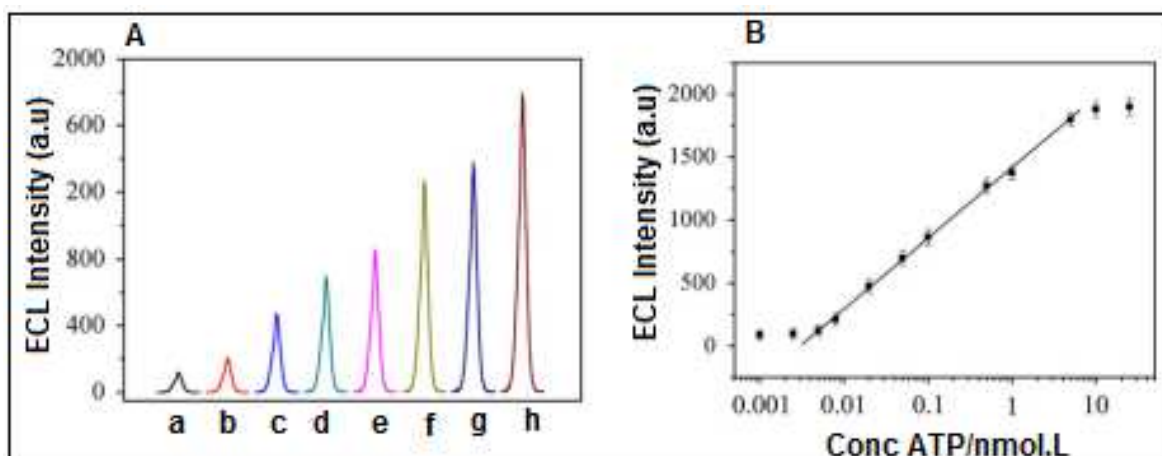 A
ECL Intensity (a.u)
2000
600
200
800
400
0
a b c d e f g h
B
ECL Intensity (a.u)
2000
1500
1000
500
0
0.001 0.01 0.1 1 10
Conc ATP/nmol.L